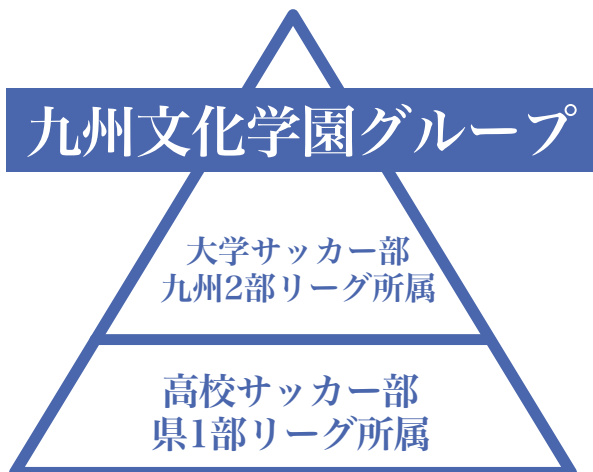 九州文化学園グループ
大学サッカー部
九州2部リーグ所属
高校サッカー部
県1部リーグ所属